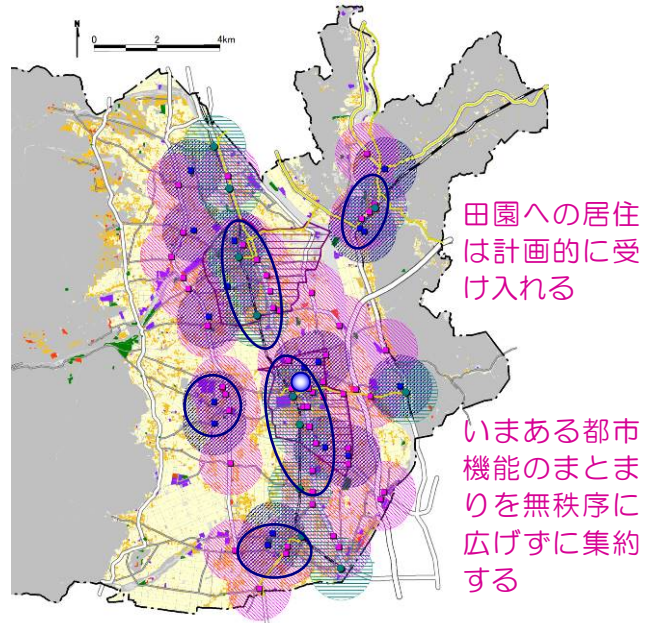 N
0 2 4km
田園への居住
は計画的に受
け入れる
いまある都市
機能のまとま
りを無秩序に
広げずに集約
する